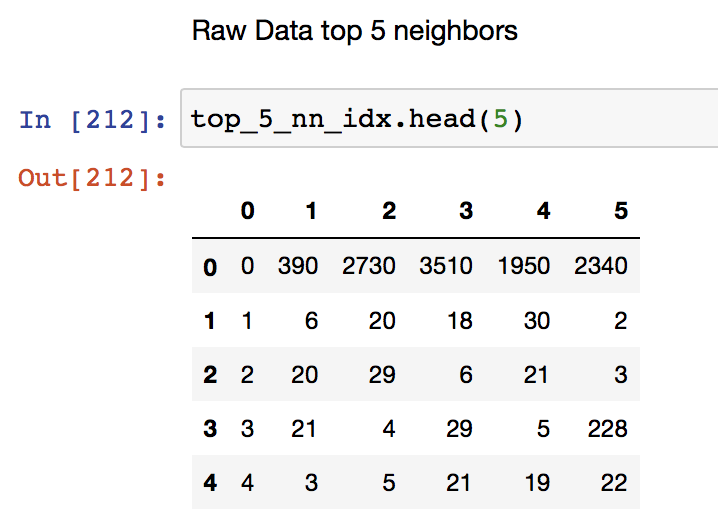 Raw Data top 5 neighbors
In [212]: top_5_nn_idx.head(5)
Out[212]:
0 1 2 3 4 5
0 0 390 2730 3510 1950 2340
1 1 6 20 18 30 2
2 2 20 29 6 21 3
3 3 21 4 29 5 228
4 4 3 5 21 19 22